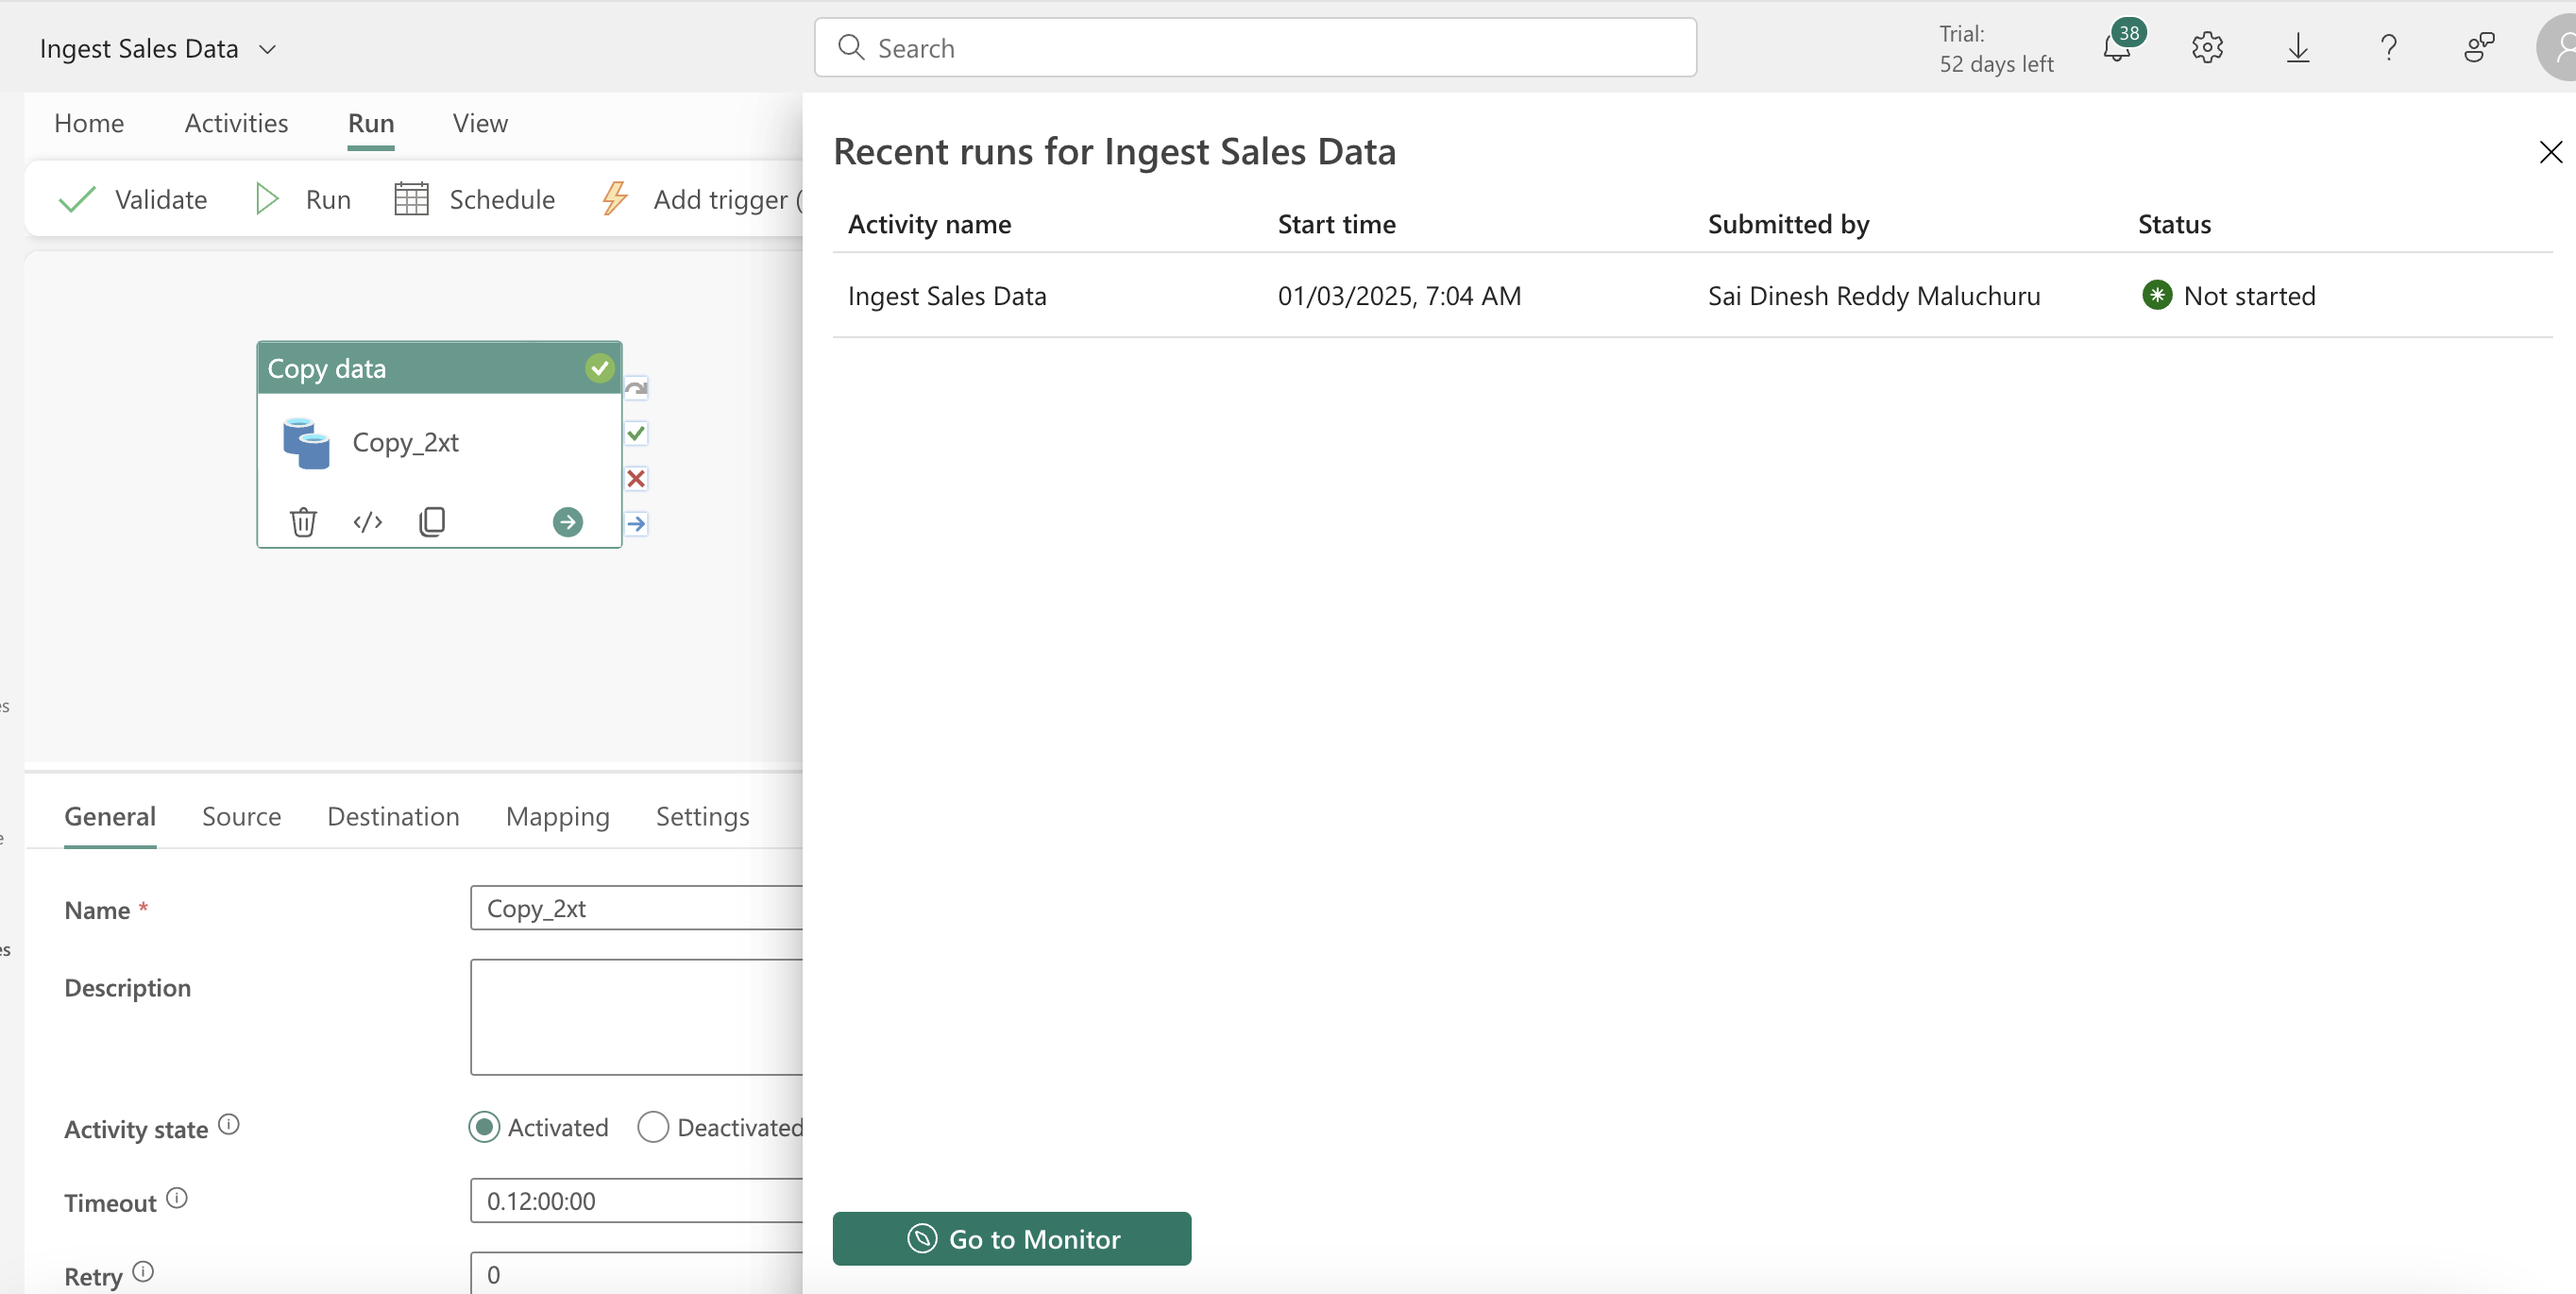 Ingest Sales Data
Search
Trial:
52 days left
38
Home Activities Run View
Validate Run Schedule Add trigger (
Copy data
Copy_2xt
</>
es
e
es
General Source Destination Mapping Settings
Name * Copy_2xt
Description
Activity state Activated Deactivated
Timeout 0.12:00:00
Retry 0
Recent runs for Ingest Sales Data
Activity name Start time Submitted by Status
Ingest Sales Data 01/03/2025, 7:04 AM Sai Dinesh Reddy Maluchuru Not started
Go to Monitor